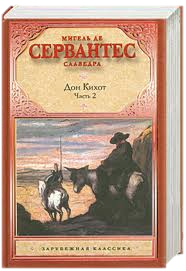 МИГЕЛЬ ДЕ
СЕРВАНТЕС
СААВЕДРА
Дон Кихот
Часть 2
ЗАРУБЕЖНАЯ КЛАССИКА